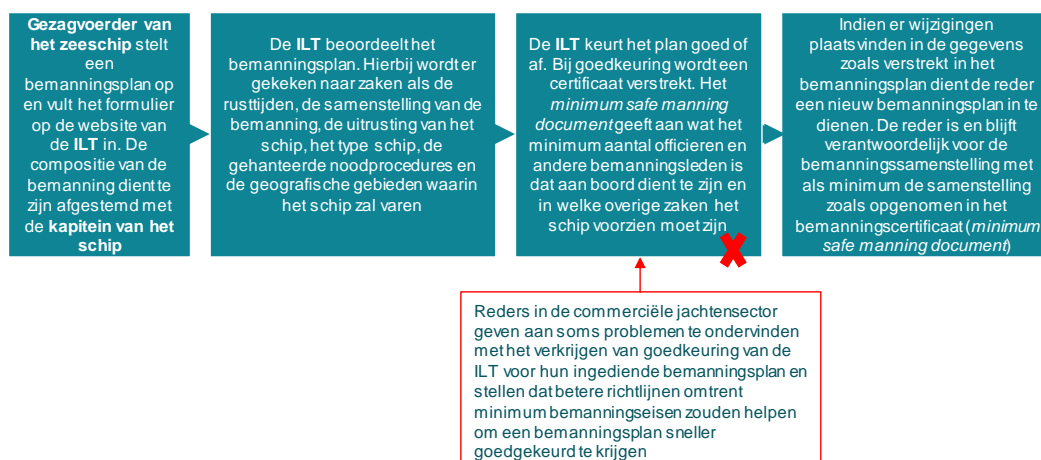 Gezagvoerder van
het zeeschip stelt
een
bemanningsplan op
en vult het formulier
op de website van
de ILT in. De
compositie van de
bemanning dient te
zijn afgestemd met
de kapitein van het
schip
De ILT beoordeelt het
bemanningsplan. Hierbij wordt er
gekeken naar zaken als de
rusttijden, de samenstelling van de
bemanning, de uitrusting van het
schip, het type schip, de
gehanteerde noodprocedures en
de geografische gebieden waarin
het schip zal varen
De ILT keurt het plan goed of
af. Bij goedkeuring wordt een
certificaat verstrekt. Het
minimum safe manning
document geeft aan wat het
minimum aantal officieren en
andere bemanningsleden is
dat aan boord dient te zijn en
in welke overige zaken het
schip voorzien moet zijn
Indien er wijzigingen
plaatsvinden in de gegevens
zoals verstrekt in het
bemanningsplan dient de reder
een nieuw bemanningsplan in te
dienen. De reder is en blijft
verantwoordelijk voor de
bemanningssamenstelling met
als minimum de samenstelling
zoals opgenomen in het
bemanningscertificaat (minimum
safe manning document)
Reders in de commerciële jachtensector
geven aan soms problemen te ondervinden
met het verkrijgen van goedkeuring van de
ILT voor hun ingediende bemanningsplan en
stellen dat betere richtlijnen omtrent
minimum bemanningseisen zouden helpen
om een bemanningsplan sneller
goedgekeurd te krijgen